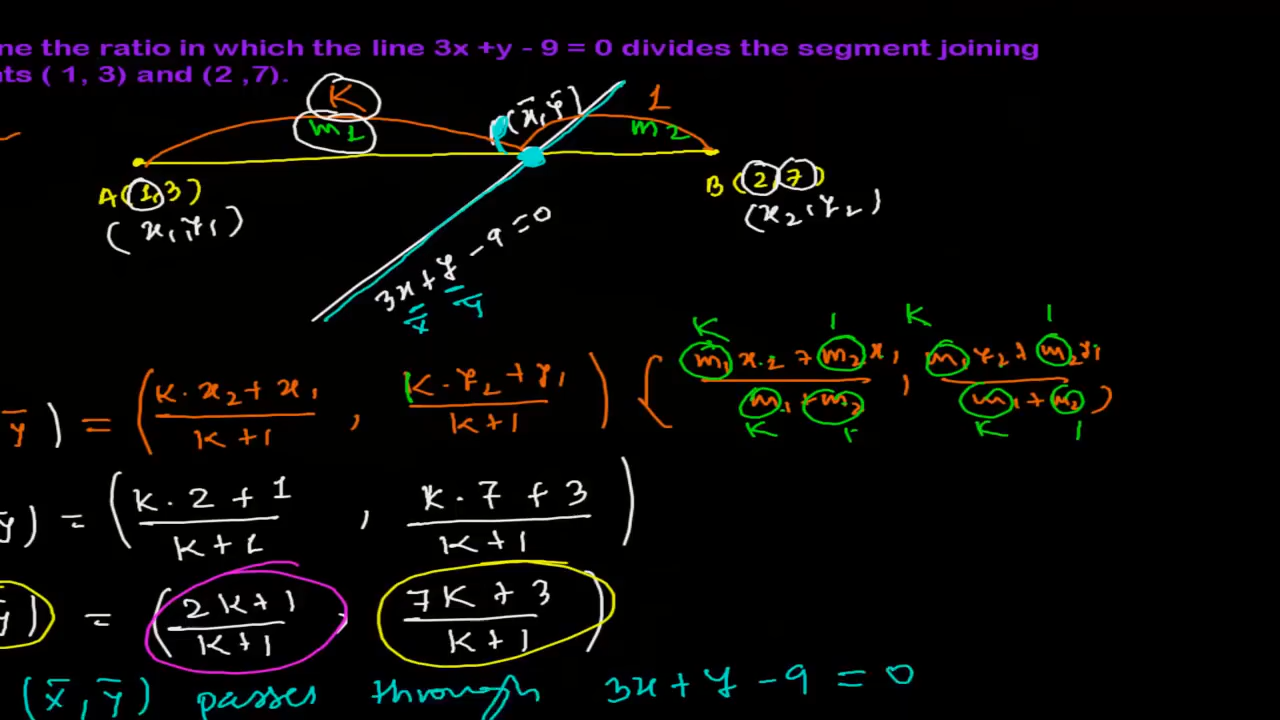 ne the ratio in which the line 3x +y - 9 = 0 divides the segment joining
nts ( 1, 3) and (2 ,7).
K
m1
(x̄, ȳ)
1
m2
A (1,3)
(x1, y1)
B (2, 7)
(x2, y2)
3x + y - 9 = 0
x̄ ȳ
K 1 K 1
ȳ) = (K·x2 + x1 / K+1 , K·y2 + y1 / K+1) (m1 x2 + m2 x1 / m1 + m2 , m1 y2 + m2 y1 / m1 + m2)
K 1 K 1
ȳ) = (K·2 + 1 / K+1 , K·7 + 3 / K+1)
ȳ) = (2K+1 / K+1 , 7K + 3 / K+1)
(x̄, ȳ) passes through 3x + y - 9 = 0